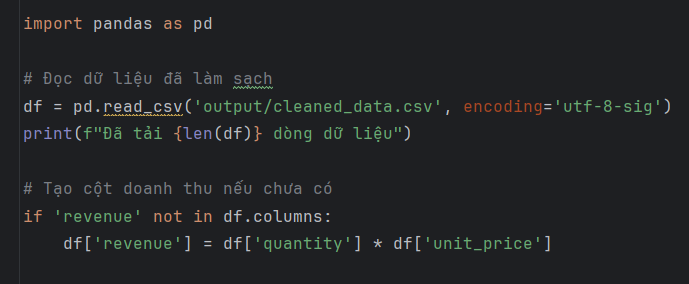 import pandas as pd
# Đọc dữ liệu đã làm sạch
df = pd.read_csv('output/cleaned_data.csv', encoding='utf-8-sig')
print(f"Đã tải {len(df)} dòng dữ liệu")
# Tạo cột doanh thu nếu chưa có
if 'revenue' not in df.columns:
    df['revenue'] = df['quantity'] * df['unit_price']